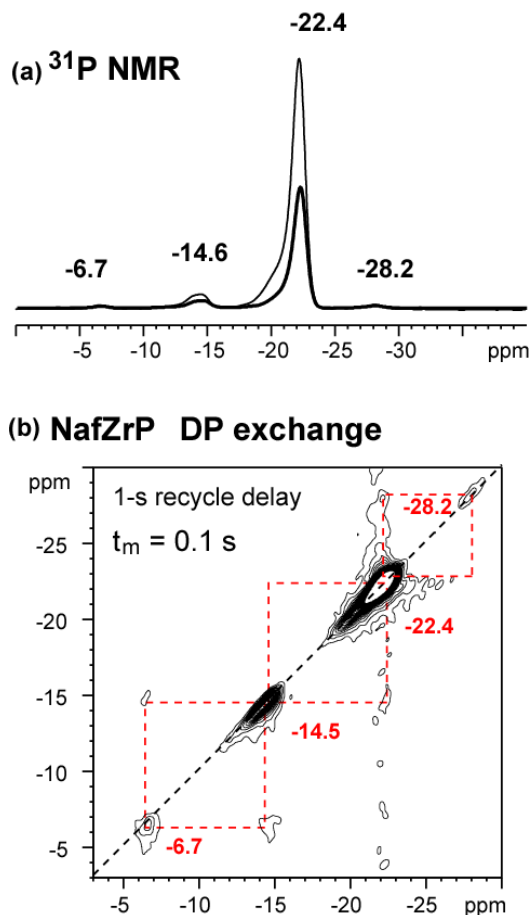 -22.4
(a) ³¹P NMR
-14.6
-6.7
-28.2
-5 -10 -15 -20 -25 -30 ppm
(b) NafZrP DP exchange
ppm
1-s recycle delay
-28.2
tₘ = 0.1 s
-25
-22.4
-20
-15
-14.5
-10
-6.7
-5
-5 -10 -15 -20 -25 ppm